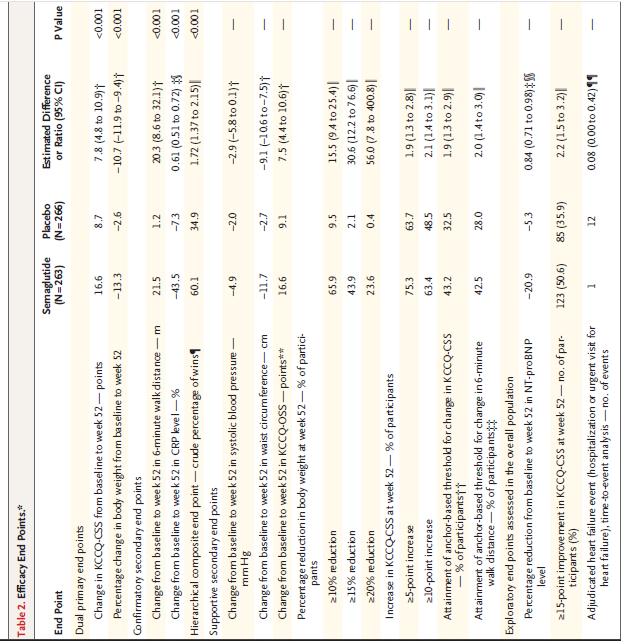 Table 2. Efficacy End Points.*
End Point Semaglutide (N=263) Placebo (N=266) Estimated Difference or Ratio (95% CI) P Value
Dual primary end points
Change in KCCQ-CSS from baseline to week 52 — points 16.6 8.7 7.8 (4.8 to 10.9)† <0.001
Percentage change in body weight from baseline to week 52 −13.3 −2.6 −10.7 (−11.9 to −9.4)† <0.001
Confirmatory secondary end points
Change from baseline to week 52 in 6-minute walk distance — m 21.5 1.2 20.3 (8.6 to 32.1)† <0.001
Change from baseline to week 52 in CRP level — % −43.5 −7.3 0.61 (0.51 to 0.72) ‡§ <0.001
Hierarchical composite end point — crude percentage of wins¶ 60.1 34.9 1.72 (1.37 to 2.15)‖ <0.001
Supportive secondary end points
Change from baseline to week 52 in systolic blood pressure — −4.9 −2.0 −2.9 (−5.8 to 0.1)† —
mm Hg
Change from baseline to week 52 in waist circumference — cm −11.7 −2.7 −9.1 (−10.6 to −7.5)† —
Change from baseline to week 52 in KCCQ-OSS — points** 16.6 9.1 7.5 (4.4 to 10.6)† —
Percentage reduction in body weight at week 52 — % of partici-
pants
≥10% reduction 65.9 9.5 15.5 (9.4 to 25.4)‖ —
≥15% reduction 43.9 2.1 30.6 (12.2 to 76.6)‖ —
≥20% reduction 23.6 0.4 56.0 (7.8 to 400.8)‖ —
Increase in KCCQ-CSS at week 52 — % of participants
≥5-point increase 75.3 63.7 1.9 (1.3 to 2.8)‖ —
≥10-point increase 63.4 48.5 2.1 (1.4 to 3.1)‖ —
Attainment of anchor-based threshold for change in KCCQ-CSS 43.2 32.5 1.9 (1.3 to 2.9)‖ —
— % of participants††
Attainment of anchor-based threshold for change in 6-minute 42.5 28.0 2.0 (1.4 to 3.0)‖ —
walk distance — % of participants‡‡
Exploratory end points assessed in the overall population
Percentage reduction from baseline to week 52 in NT-proBNP −20.9 −5.3 0.84 (0.71 to 0.98)‡§§ —
level
≥15-point improvement in KCCQ-CSS at week 52 — no. of par- 123 (50.6) 85 (35.9) 2.2 (1.5 to 3.2)‖ —
ticipants (%)
Adjudicated heart failure event (hospitalization or urgent visit for 1 12 0.08 (0.00 to 0.42)¶¶ —
heart failure), time-to-event analysis — no. of events